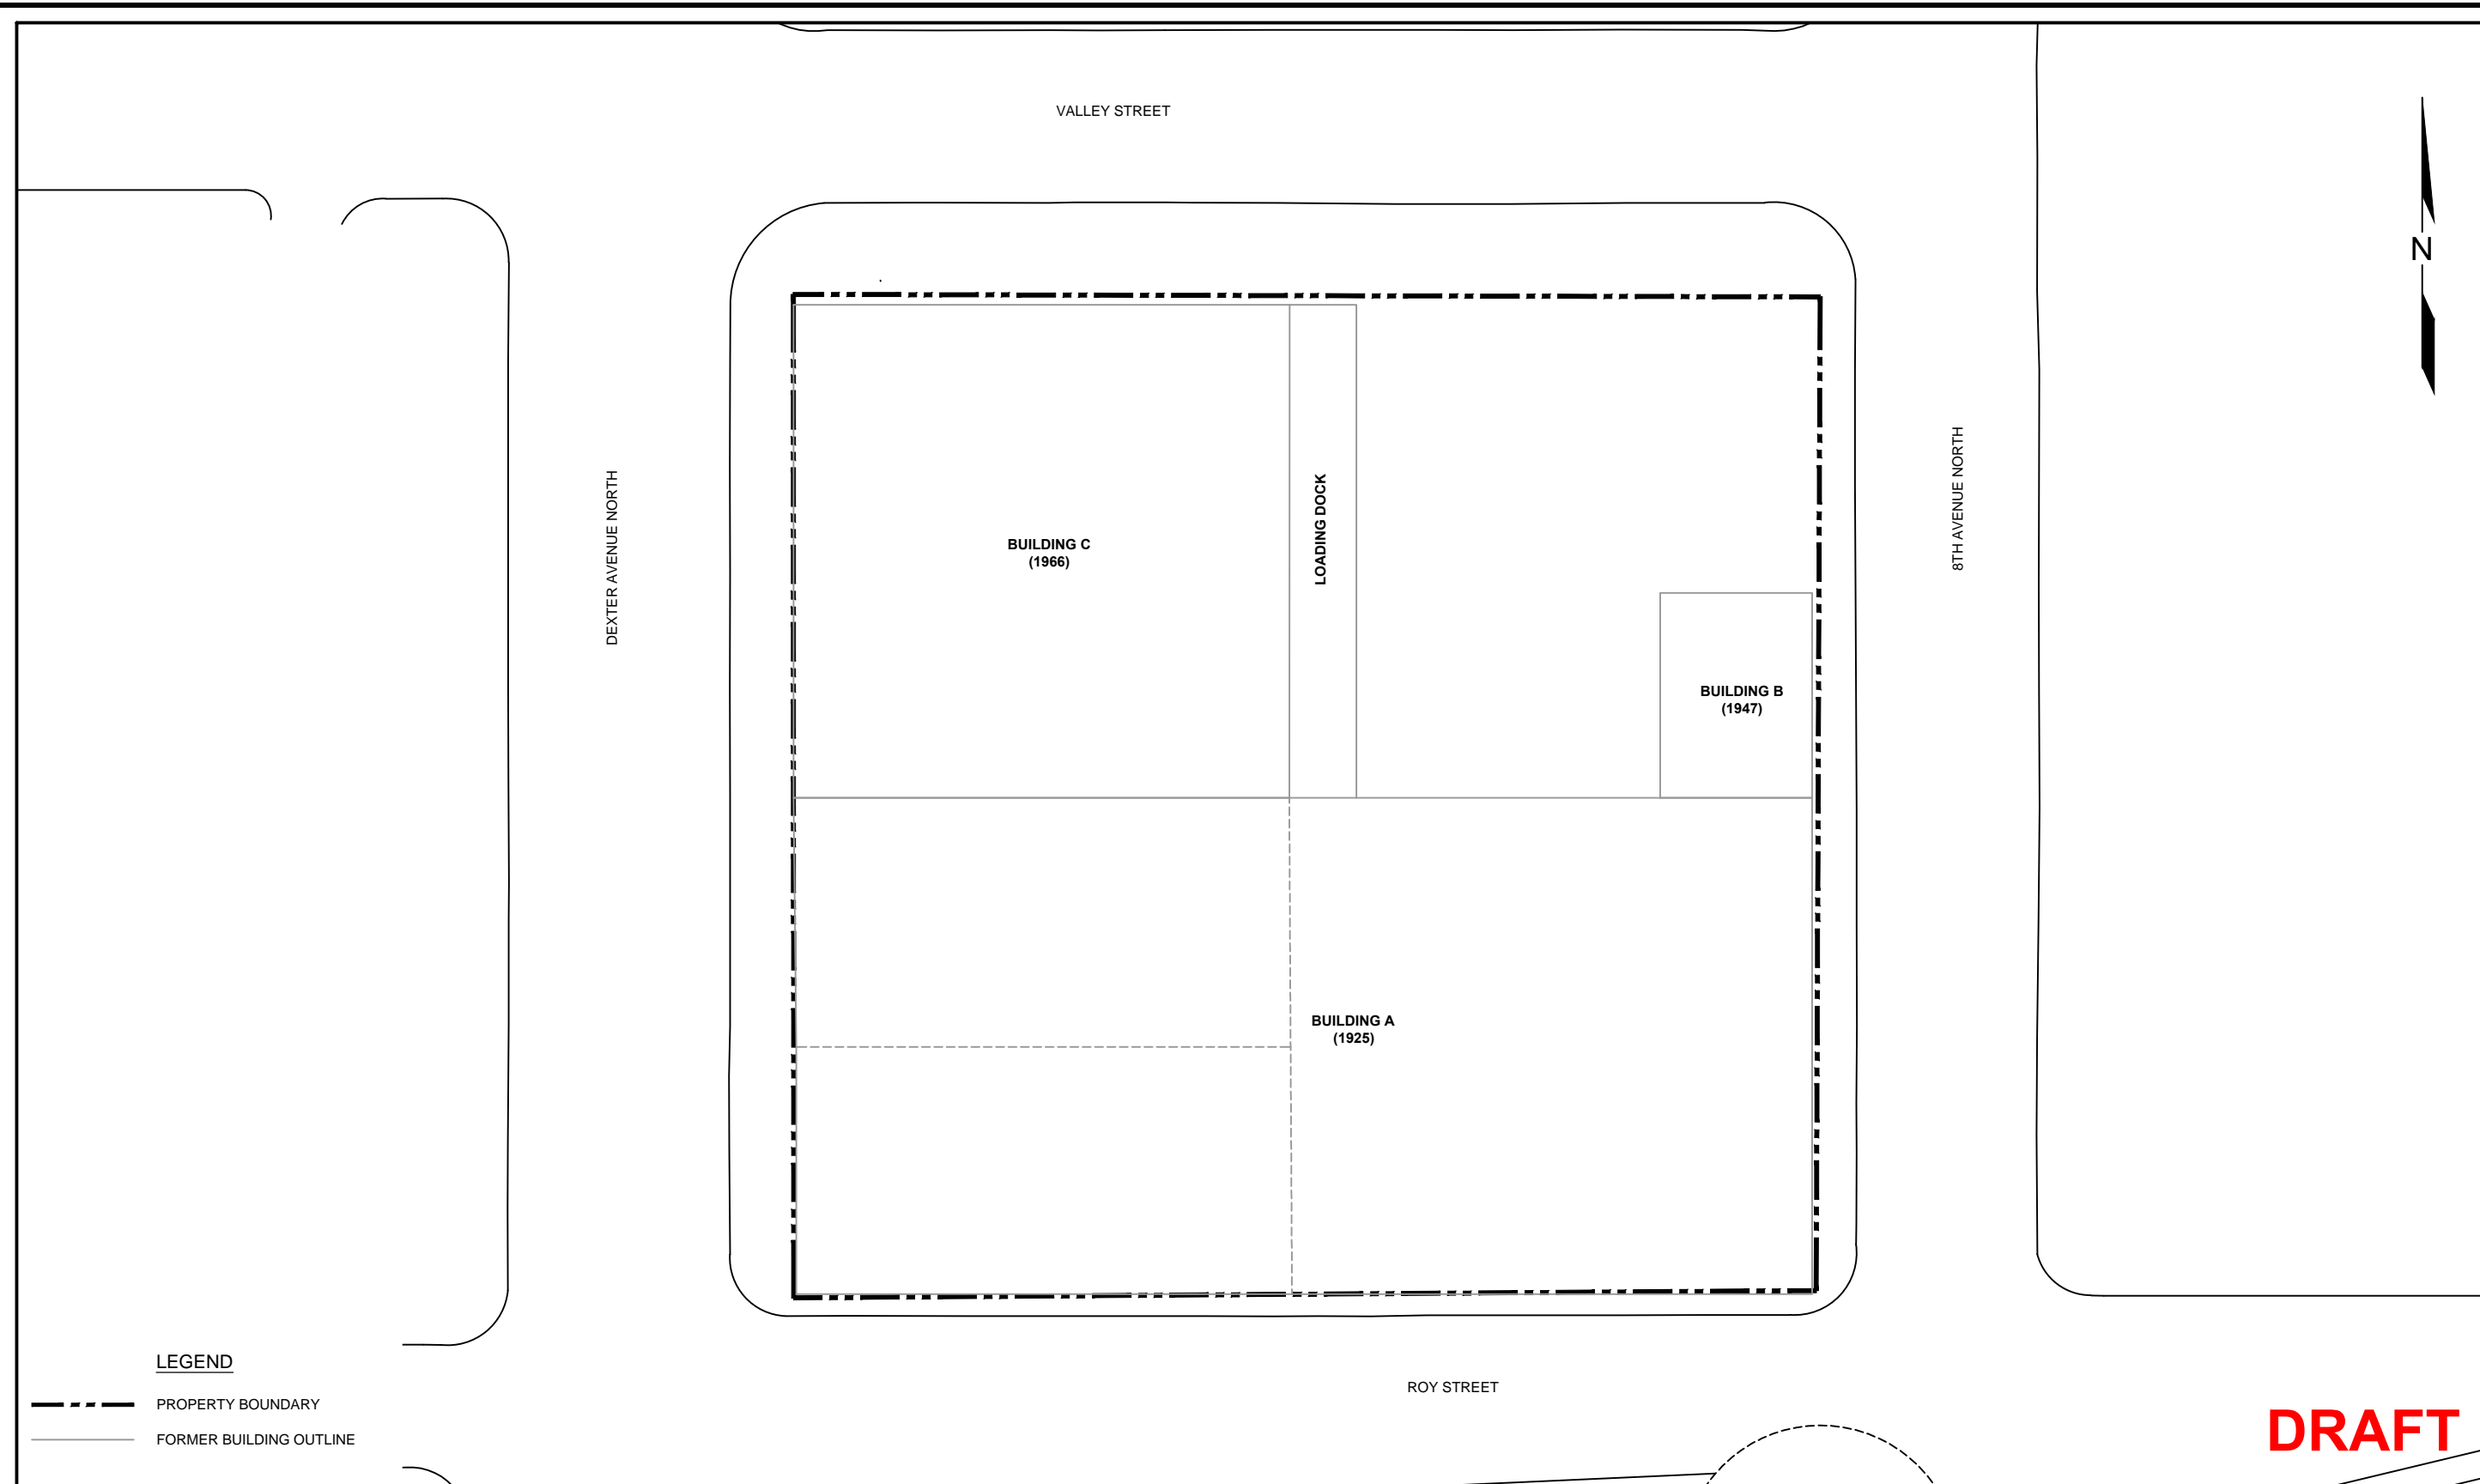 VALLEY STREET
N
DEXTER AVENUE NORTH
8TH AVENUE NORTH
LOADING DOCK
BUILDING C
(1966)
BUILDING B
(1947)
BUILDING A
(1925)
LEGEND
PROPERTY BOUNDARY
FORMER BUILDING OUTLINE
ROY STREET
DRAFT